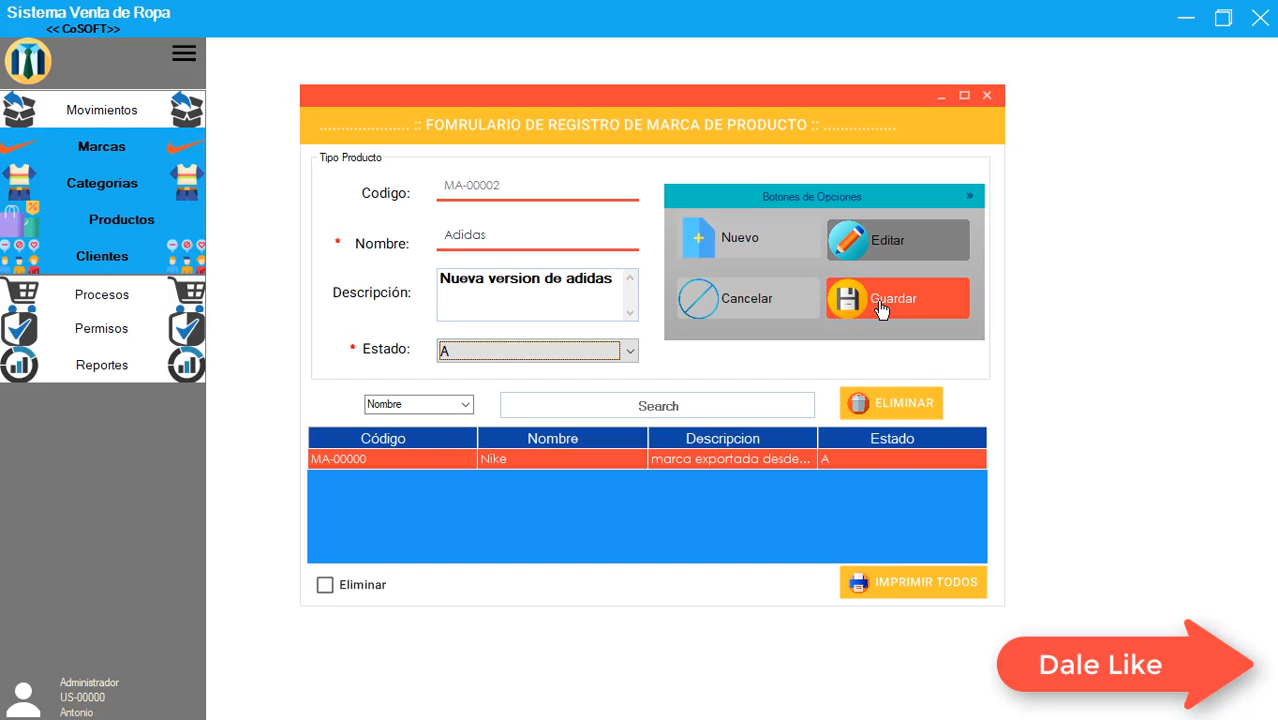 Sistema Venta de Ropa
<< CoSOFT>>
Movimientos
Marcas
Categorias
Productos
Clientes
Procesos
Permisos
Reportes
Administrador
US-00000
Antonio
..................... :: FOMRULARIO DE REGISTRO DE MARCA DE PRODUCTO :: .................
Tipo Producto
Codigo: MA-00002
* Nombre: Adidas
Descripción: Nueva version de adidas
* Estado: A
Botones de Opciones »
Nuevo Editar
Cancelar Guardar
Nombre Search ELIMINAR
Código Nombre Descripcion Estado
MA-00000 Nike marca exportada desde... A
Eliminar IMPRIMIR TODOS
Dale Like